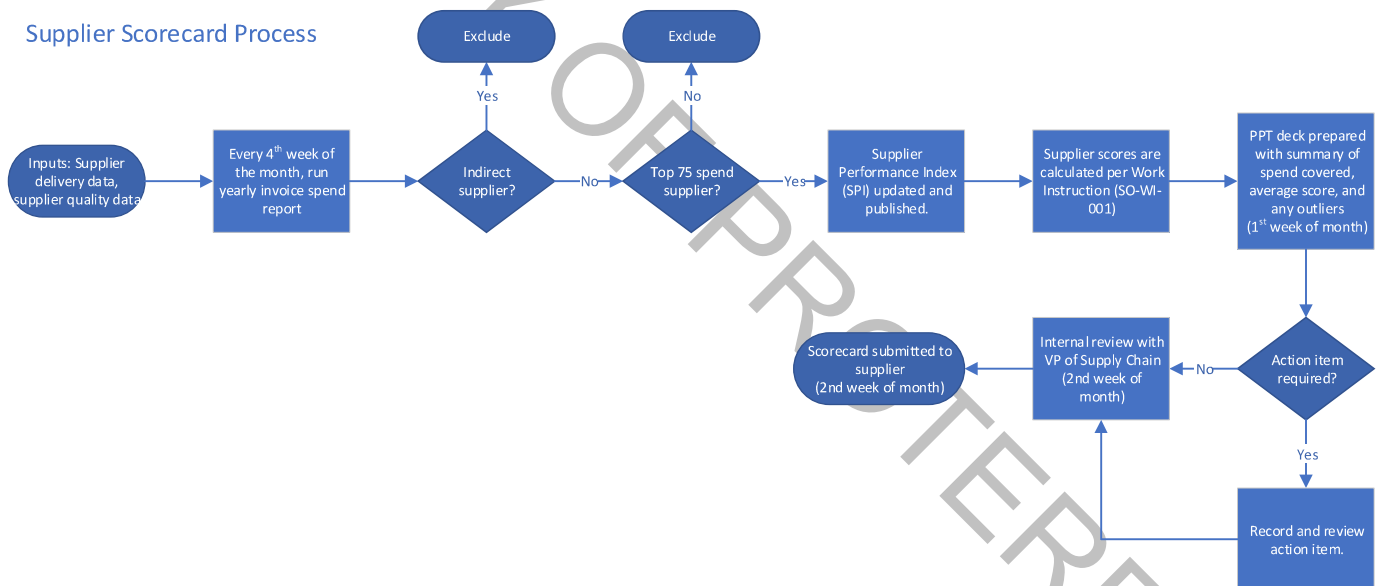 Supplier Scorecard Process
Exclude
Exclude
Yes
No
Inputs: Supplier
delivery data,
supplier quality data
Every 4th week of
the month, run
yearly invoice spend
report
Indirect
supplier?
No
Top 75 spend
supplier?
Yes
Supplier
Performance Index
(SPI) updated and
published.
Supplier scores are
calculated per Work
Instruction (SO-WI-
001)
PPT deck prepared
with summary of
spend covered,
average score, and
any outliers
(1st week of month)
Scorecard submitted to
supplier
(2nd week of month)
Internal review with
VP of Supply Chain
(2nd week of
month)
No
Action item
required?
Yes
Record and review
action item.
OF PROTERR